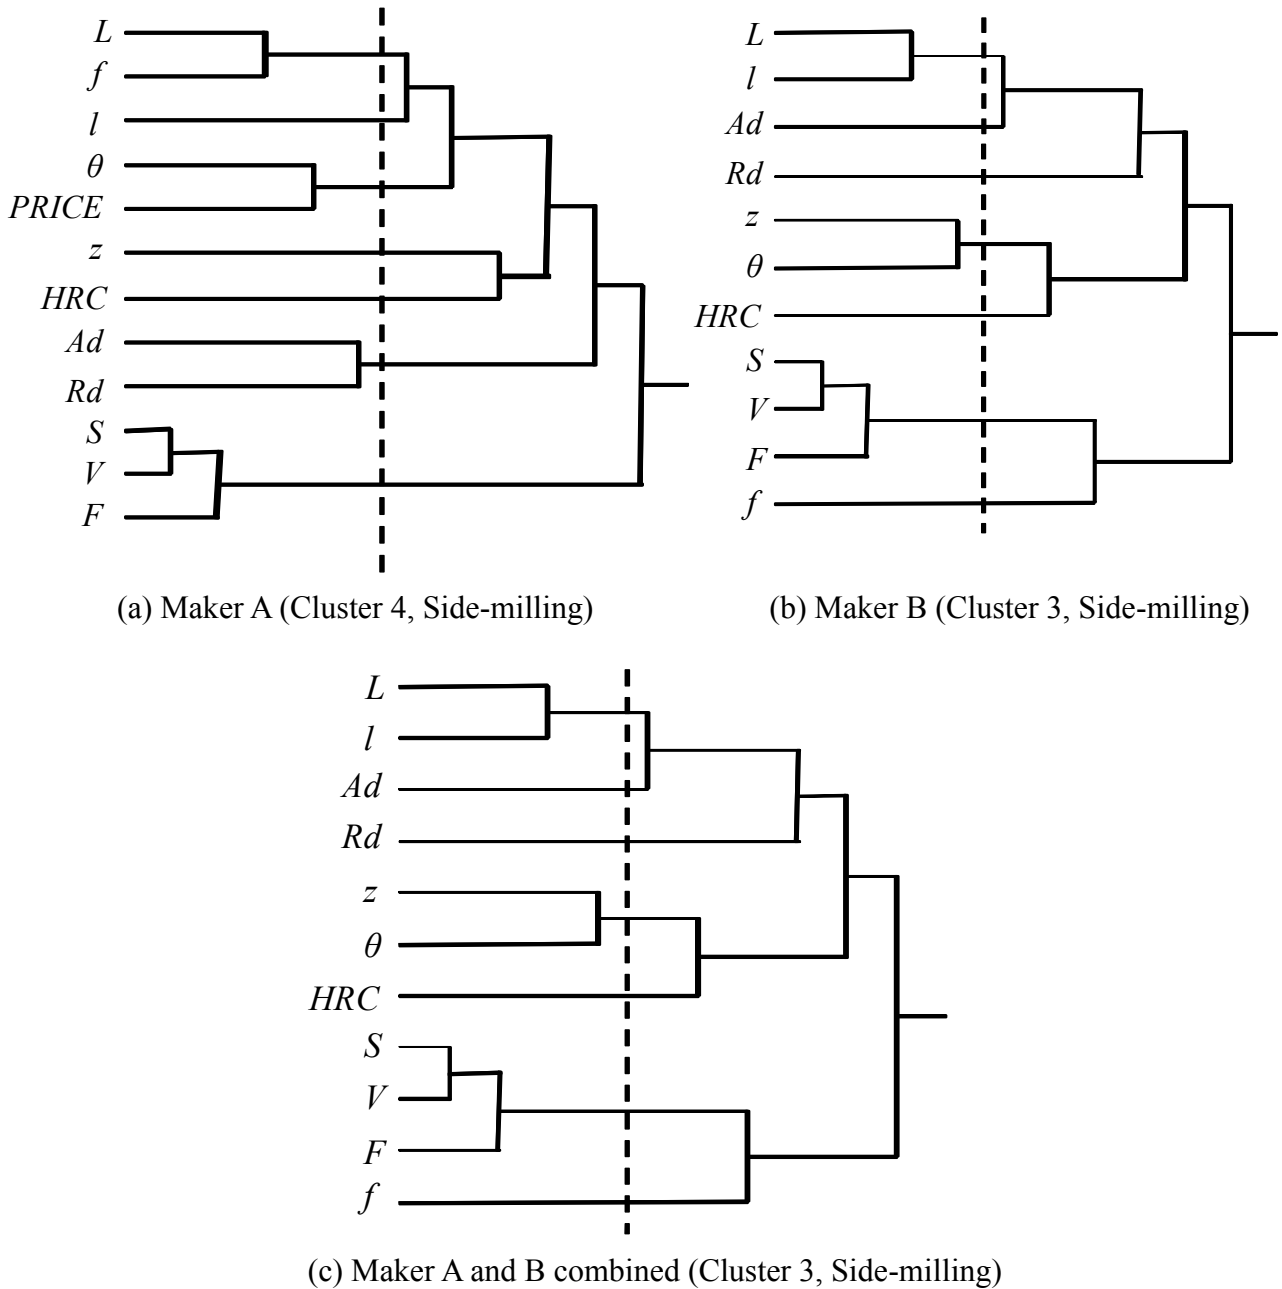 L
f
l
θ
PRICE
z
HRC
Ad
Rd
S
V
F
(a) Maker A (Cluster 4, Side-milling)
L
l
Ad
Rd
z
θ
HRC
S
V
F
f
(b) Maker B (Cluster 3, Side-milling)
L
l
Ad
Rd
z
θ
HRC
S
V
F
f
(c) Maker A and B combined (Cluster 3, Side-milling)